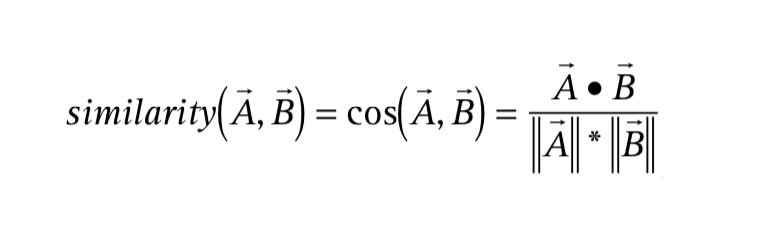 similarity(A⃗, B⃗) = cos(A⃗, B⃗) = A⃗ • B⃗ / ‖A⃗‖ * ‖B⃗‖